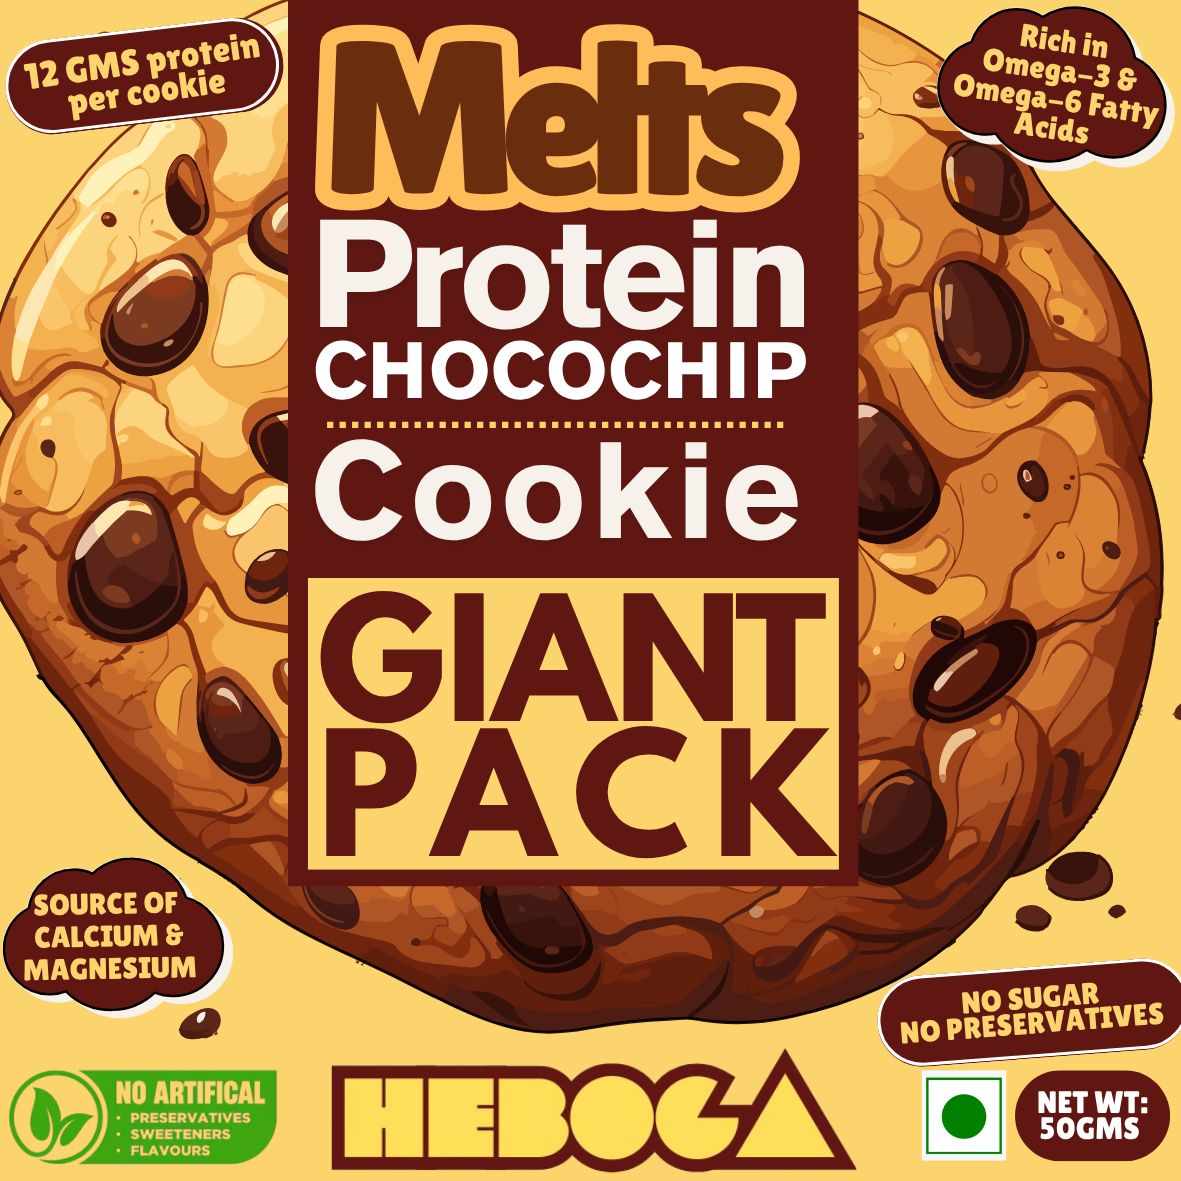 12 GMS protein
per cookie
Rich in
Omega-3 &
Omega-6 Fatty
Acids
Melts
Protein
CHOCOCHIP
Cookie
GIANT
PACK
SOURCE OF
CALCIUM &
MAGNESIUM
NO SUGAR
NO PRESERVATIVES
NO ARTIFICAL
• PRESERVATIVES
• SWEETENERS
• FLAVOURS
HEBOGA
NET WT:
50GMS